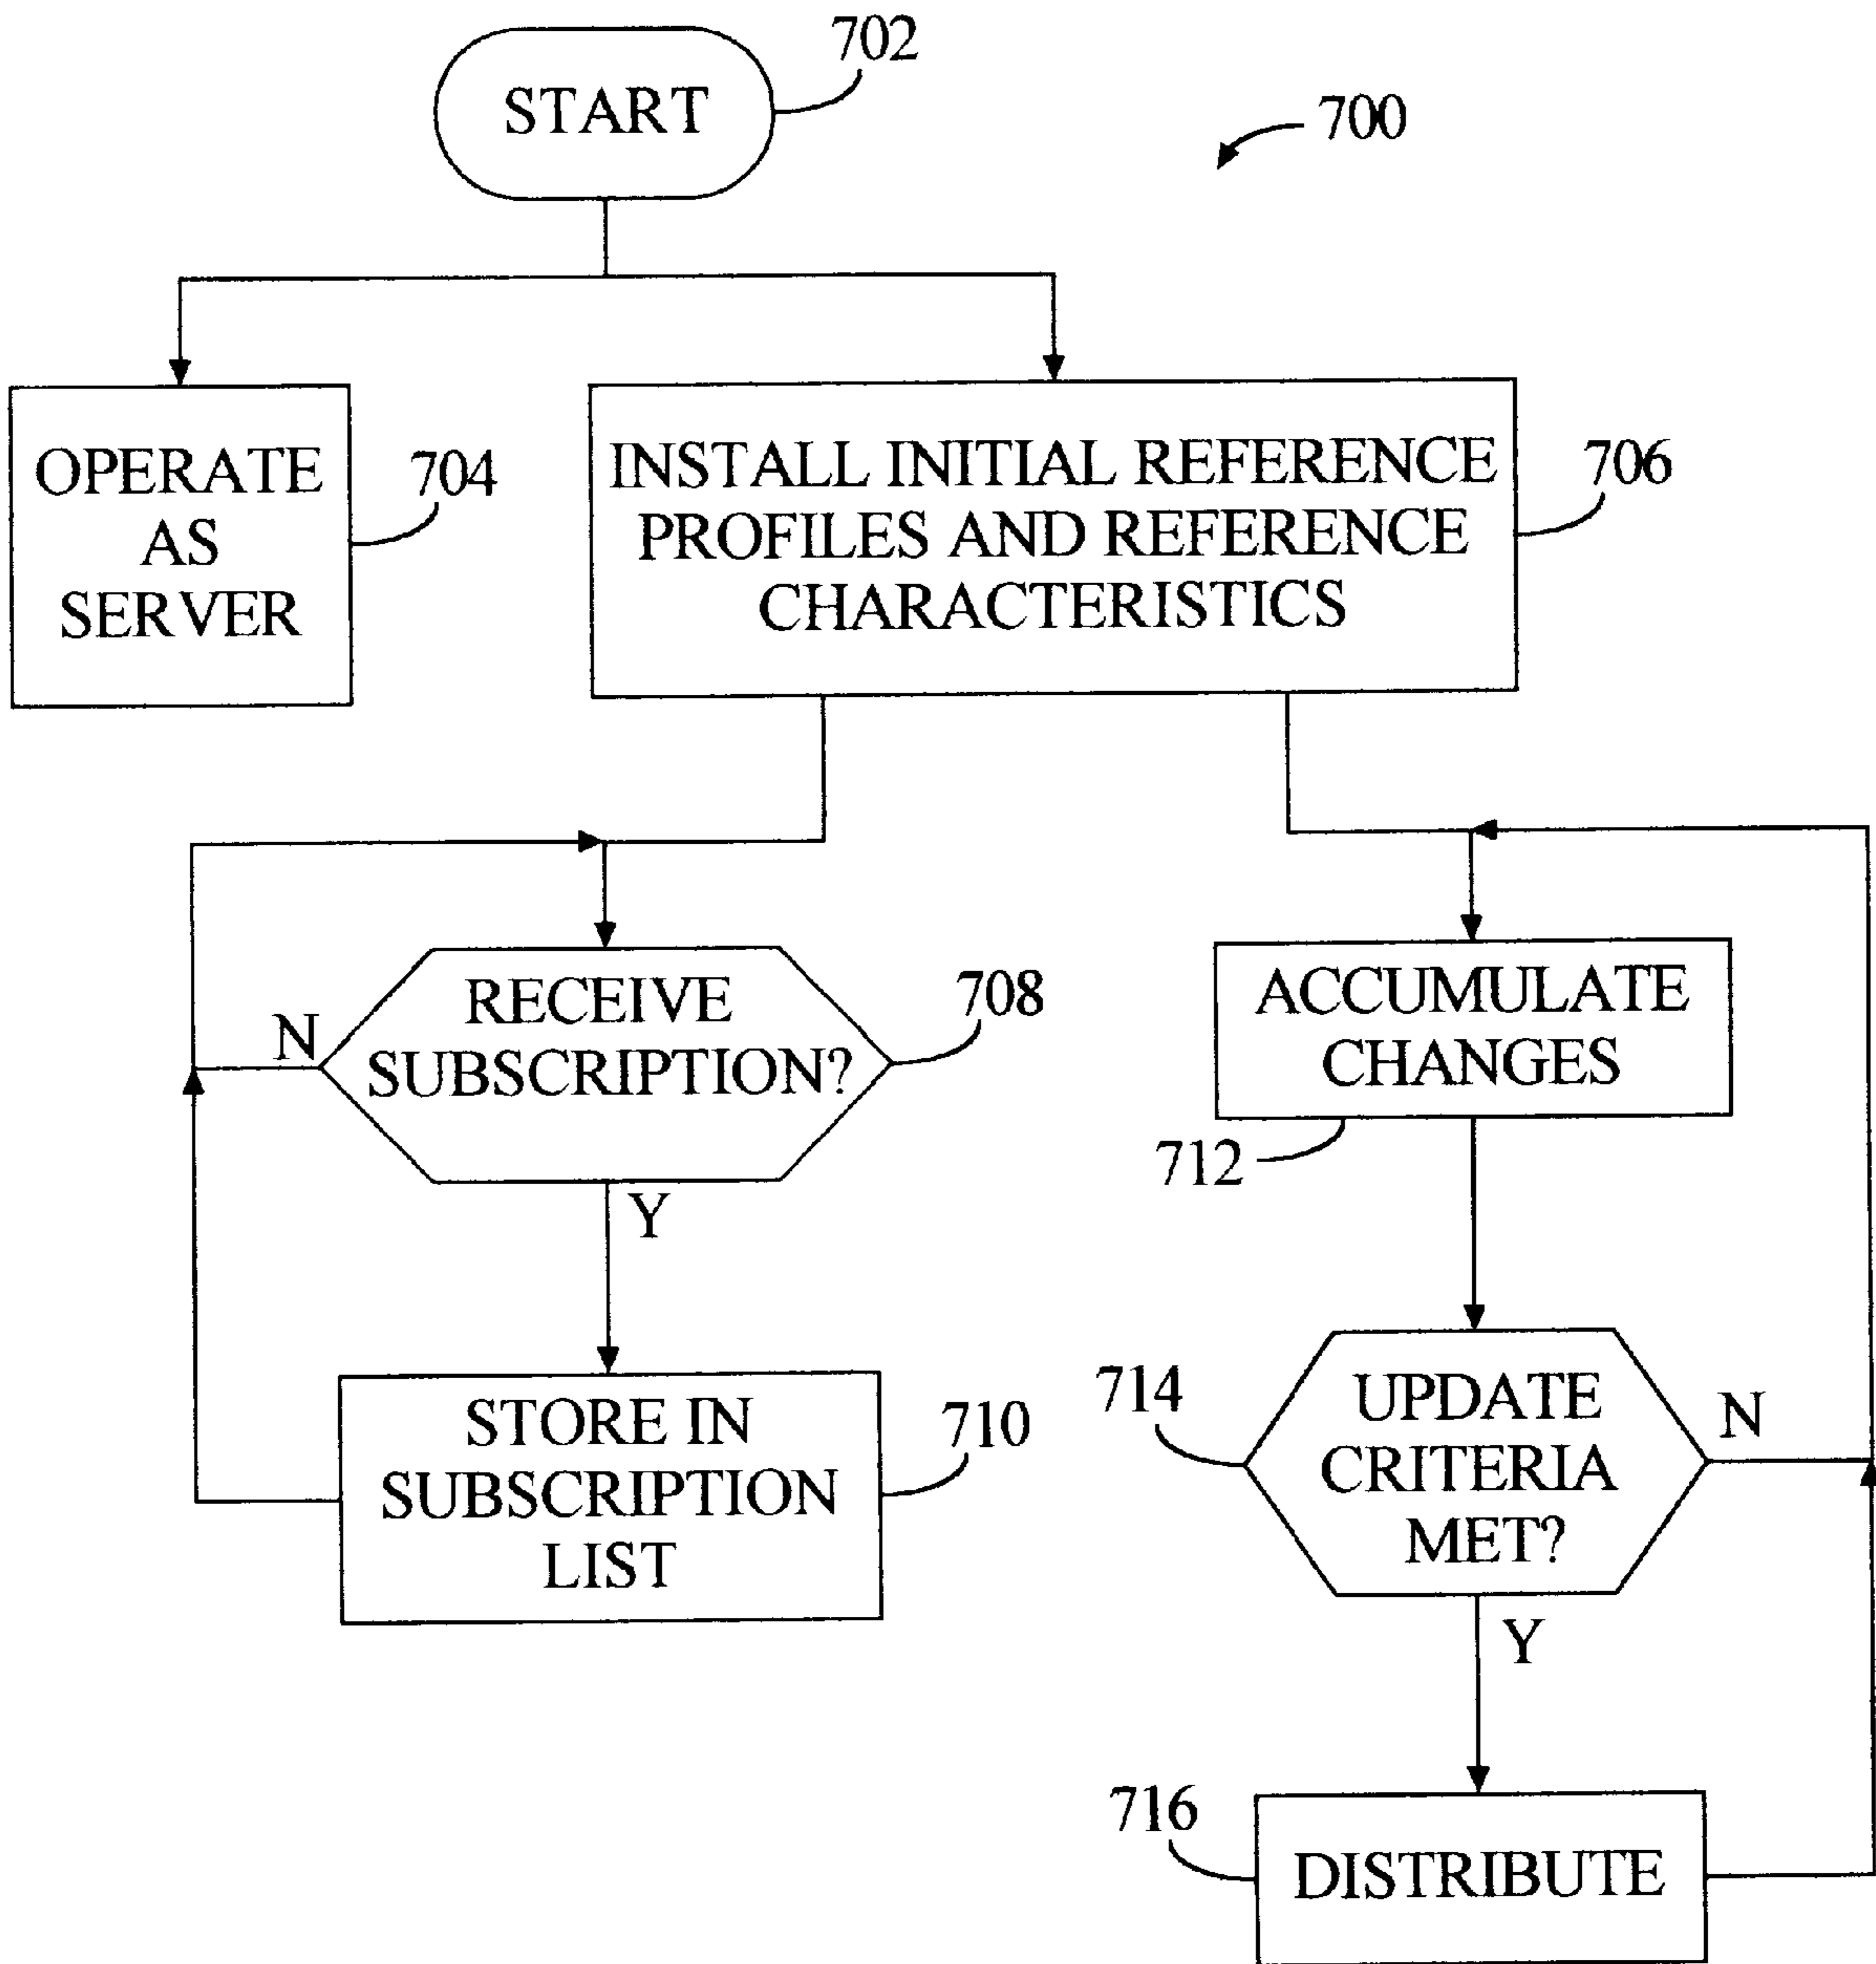 START
702
700
OPERATE
AS
SERVER
704
INSTALL INITIAL REFERENCE
PROFILES AND REFERENCE
CHARACTERISTICS
706
RECEIVE
SUBSCRIPTION?
708
N
Y
STORE IN
SUBSCRIPTION
LIST
710
ACCUMULATE
CHANGES
712
UPDATE
CRITERIA
MET?
714
N
Y
DISTRIBUTE
716